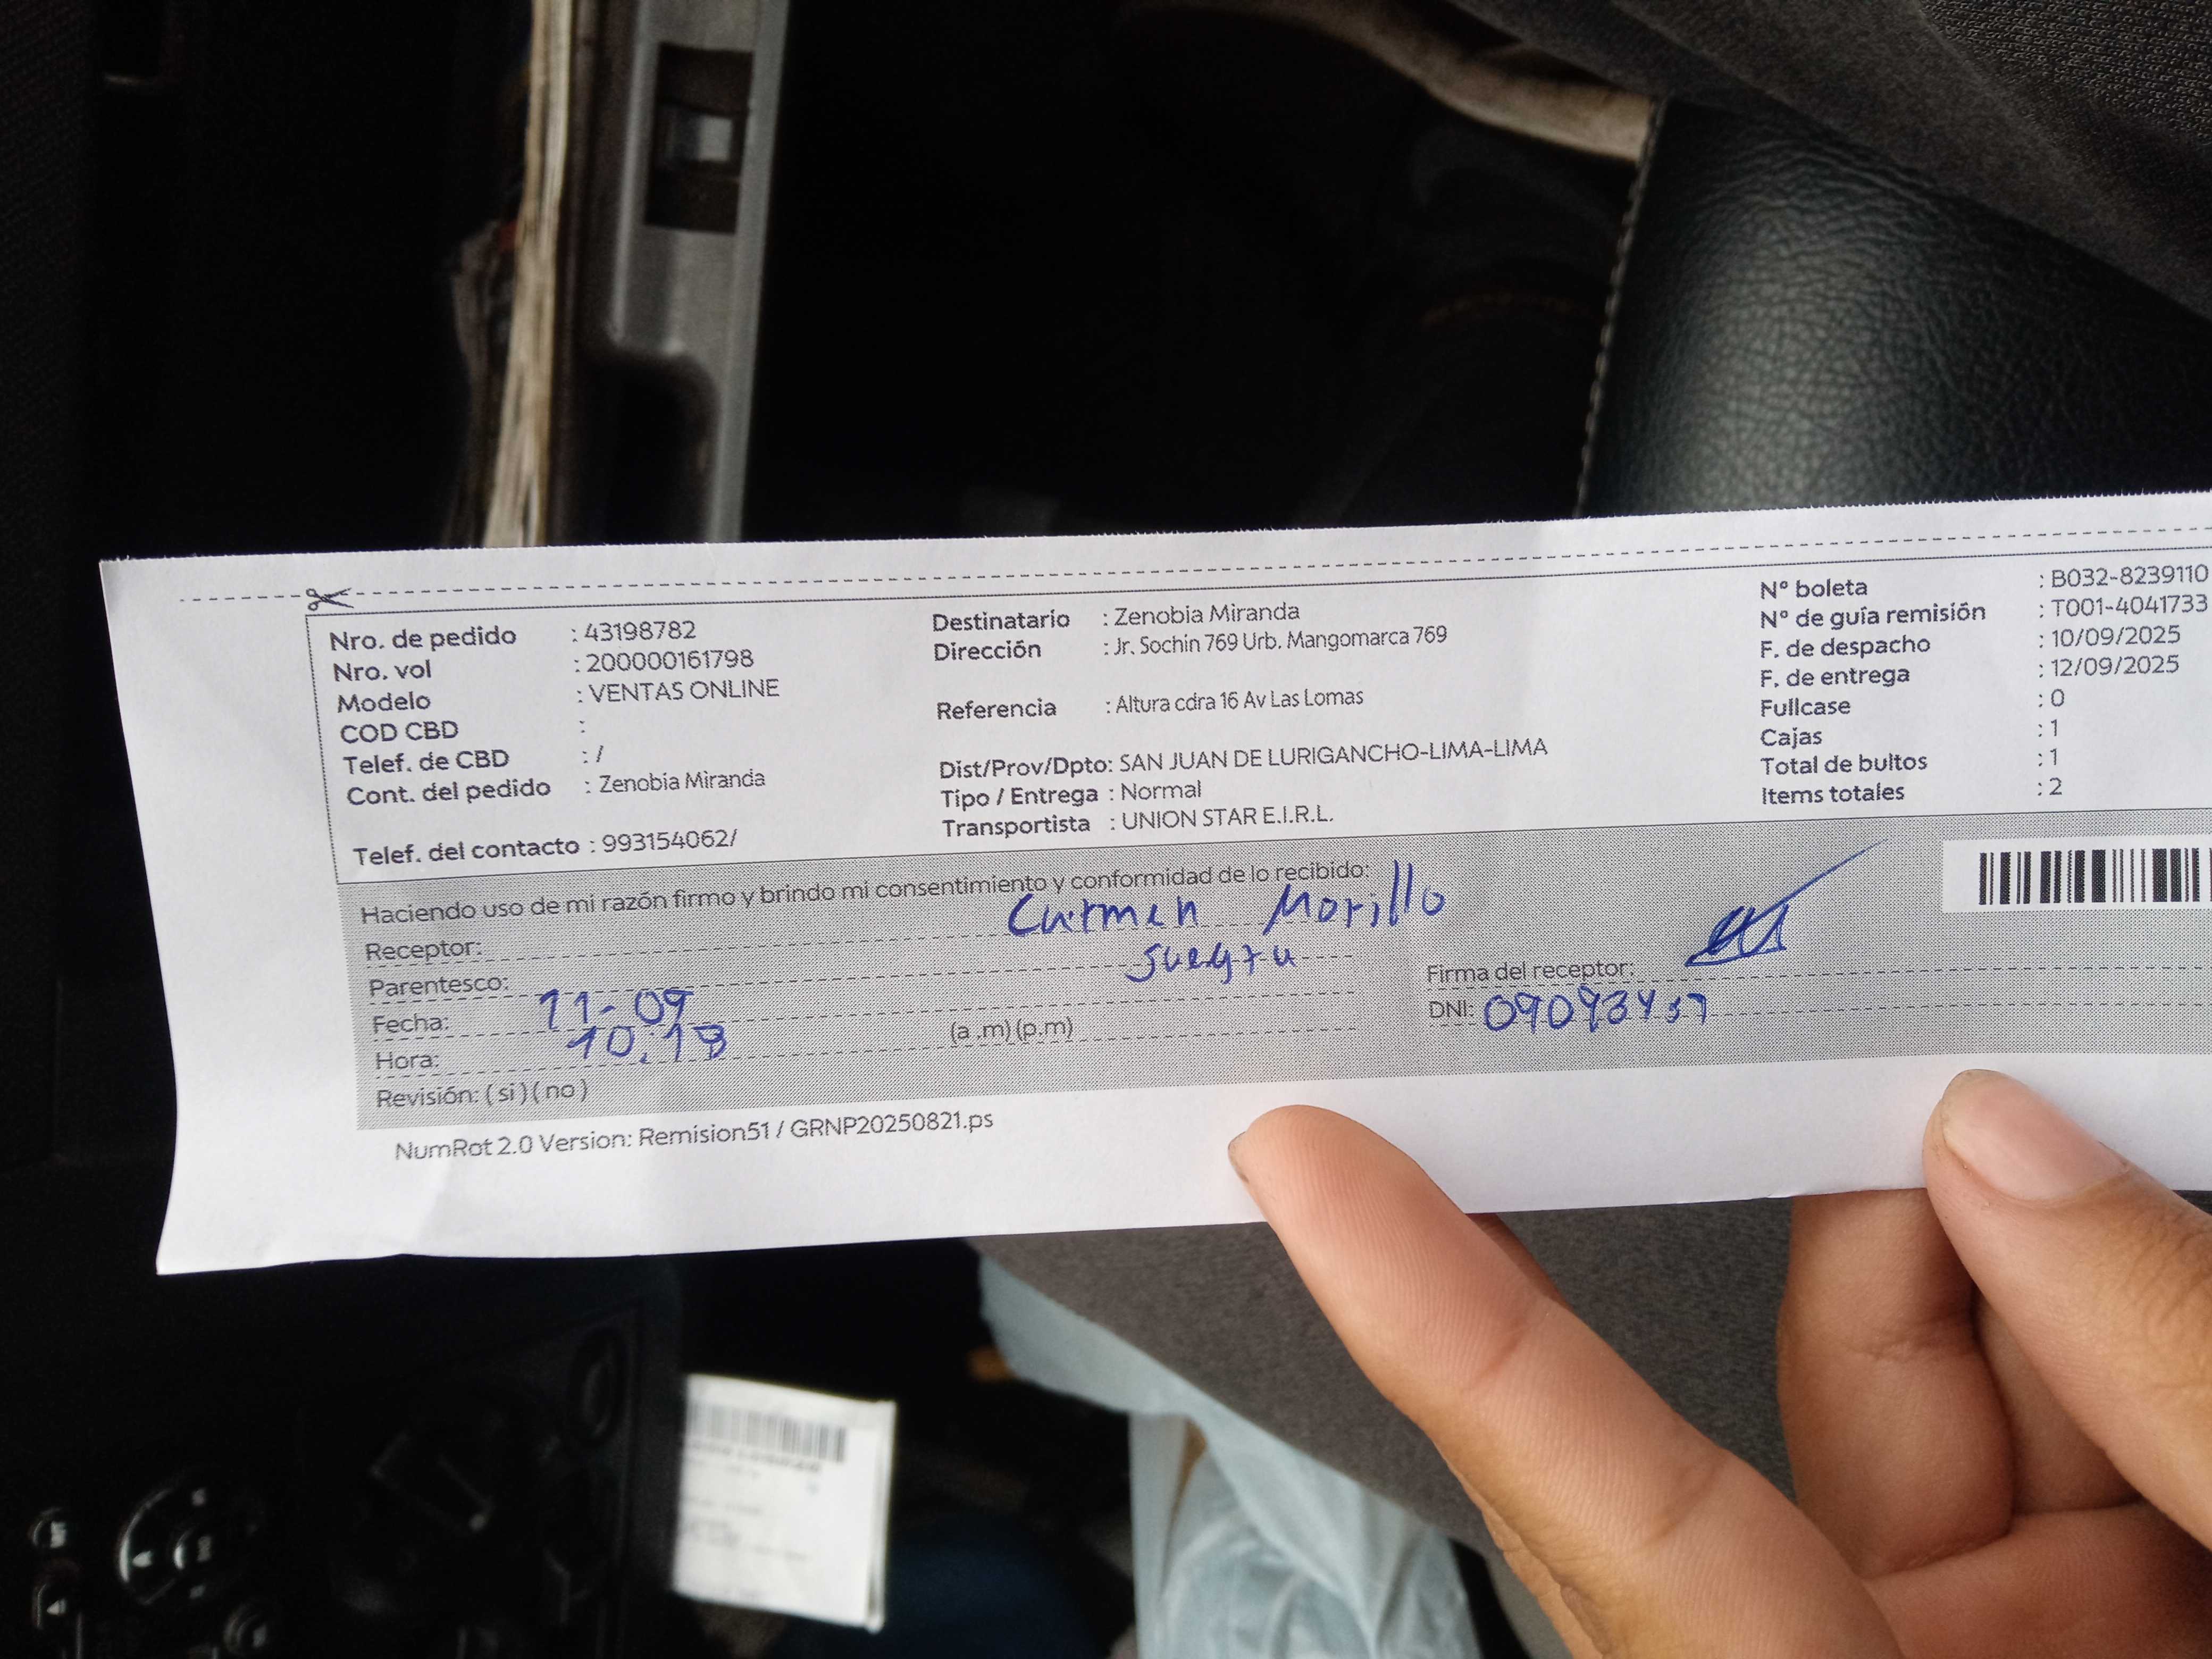 Nro. de pedido : 43198782
Nro. vol : 200000161798
Modelo : VENTAS ONLINE
COD CBD :
Telef. de CBD : /
Cont. del pedido : Zenobia Miranda
Telef. del contacto : 993154062/
Destinatario : Zenobia Miranda
Dirección : Jr. Sochin 769 Urb. Mangomarca 769
Referencia : Altura cdra 16 Av Las Lomas
Dist/Prov/Dpto: SAN JUAN DE LURIGANCHO-LIMA-LIMA
Tipo / Entrega : Normal
Transportista : UNION STAR E.I.R.L.
Nº boleta : B032-8239110
Nº de guía remisión : T001-4041733
F. de despacho : 10/09/2025
F. de entrega : 12/09/2025
Fullcase : 0
Cajas : 1
Total de bultos : 1
Items totales : 2
Haciendo uso de mi razón firmo y brindo mi consentimiento y conformidad de lo recibido:
Receptor: Carmen Morillo
Parentesco: suegra
Fecha: 11-09
Hora: 10:18 (a .m) (p.m)
Revisión: ( si ) ( no )
Firma del receptor:
DNI:
NumRot 2.0 Version: Remision51 / GRNP20250821.ps